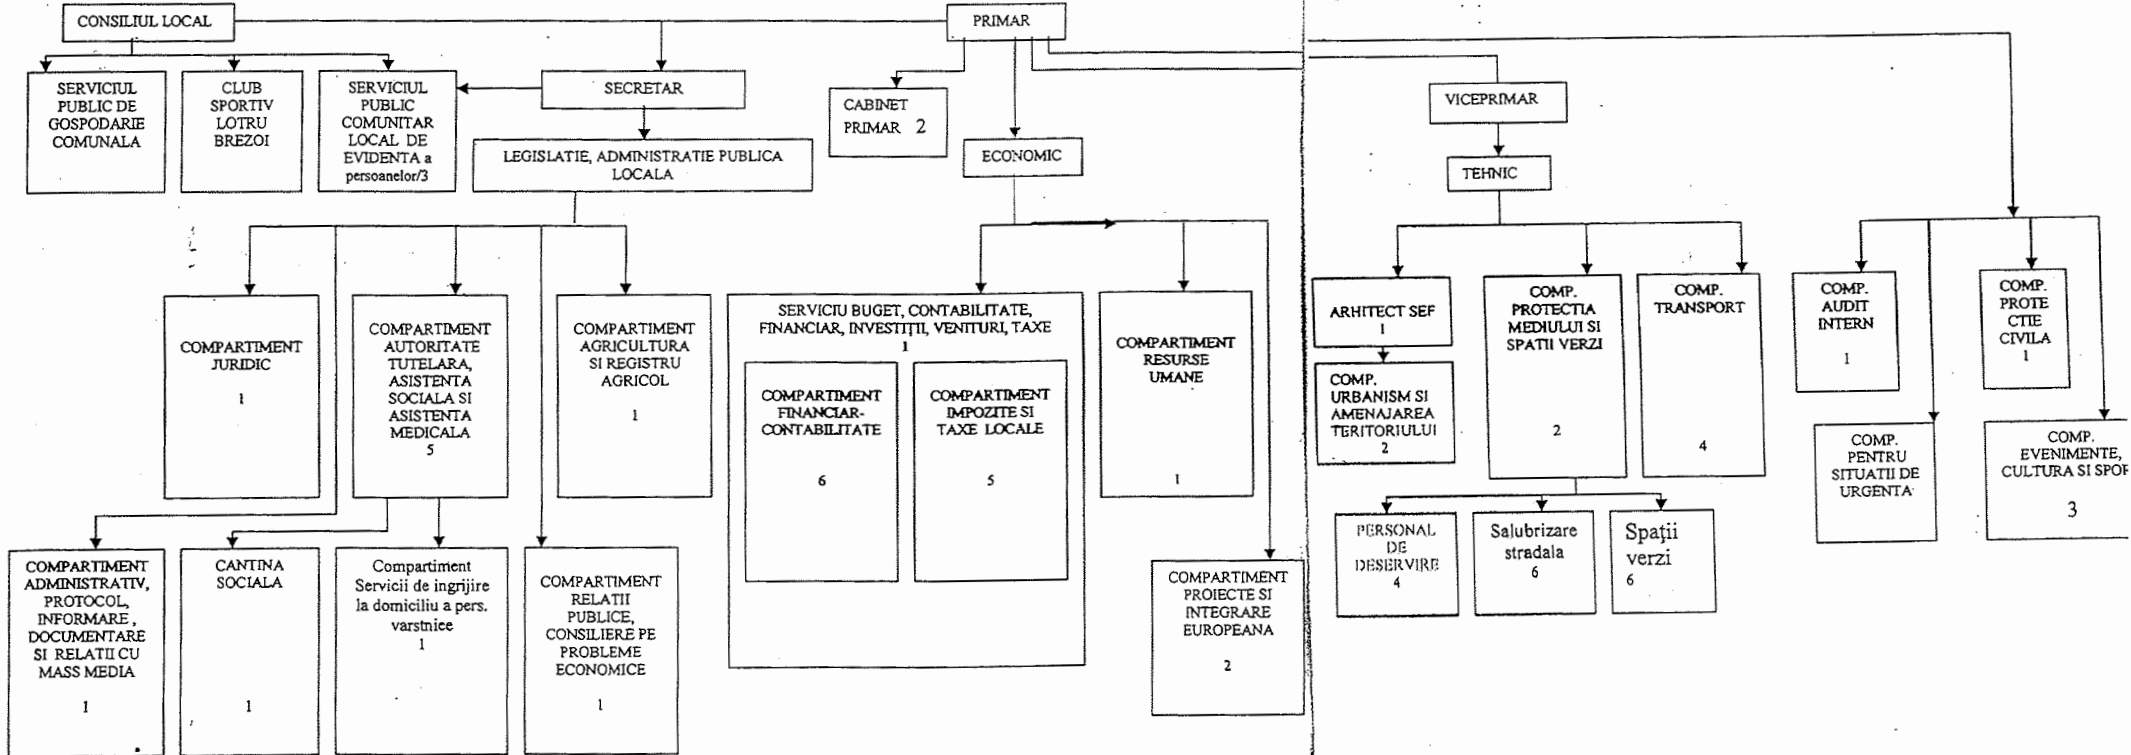 CONSILIUL LOCAL
PRIMAR
SERVICIUL
PUBLIC DE
GOSPODARIE
COMUNALA
CLUB
SPORTIV
LOTRU
BREZOI
SERVICIUL
PUBLIC
COMUNITAR
LOCAL DE
EVIDENTA a
persoanelor/3
SECRETAR
LEGISLATIE, ADMINISTRATIE PUBLICA
LOCALA
CABINET
PRIMAR 2
ECONOMIC
VICEPRIMAR
TEHNIC
COMPARTIMENT
JURIDIC
1
COMPARTIMENT
AUTORITATE
TUTELARA,
ASISTENTA
SOCIALA SI
ASISTENTA
MEDICALA
5
COMPARTIMENT
AGRICULTURA
SI REGISTRU
AGRICOL
1
SERVICIU BUGET, CONTABILITATE,
FINANCIAR, INVESTIŢII, VENITURI, TAXE
1
COMPARTIMENT
FINANCIAR-
CONTABILITATE
6
COMPARTIMENT
IMPOZITE SI
TAXE LOCALE
5
COMPARTIMENT
RESURSE
UMANE
1
ARHITECT SEF
1
COMP.
URBANISM SI
AMENAJAREA
TERITORIULUI
2
COMP.
PROTECTIA
MEDIULUI SI
SPATII VERZI
2
COMP.
TRANSPORT
4
COMP.
AUDIT
INTERN
1
COMP.
PROTE
CTIE
CIVILA
1
COMP.
PENTRU
SITUATII DE
URGENTA
COMP.
EVENIMENTE,
CULTURA SI SPOR
3
COMPARTIMENT
ADMINISTRATIV,
PROTOCOL,
INFORMARE,
DOCUMENTARE
SI RELATII CU
MASS MEDIA
1
CANTINA
SOCIALA
1
Compartiment
Servicii de ingrijire
la domiciliu a pers.
varstnice
1
COMPARTIMENT
RELATII
PUBLICE,
CONSILIERE PE
PROBLEME
ECONOMICE
1
COMPARTIMENT
PROIECTE SI
INTEGRARE
EUROPEANA
2
PERSONAL
DE
DESERVIRE
4
Salubrizare
stradala
6
Spaţii
verzi
6